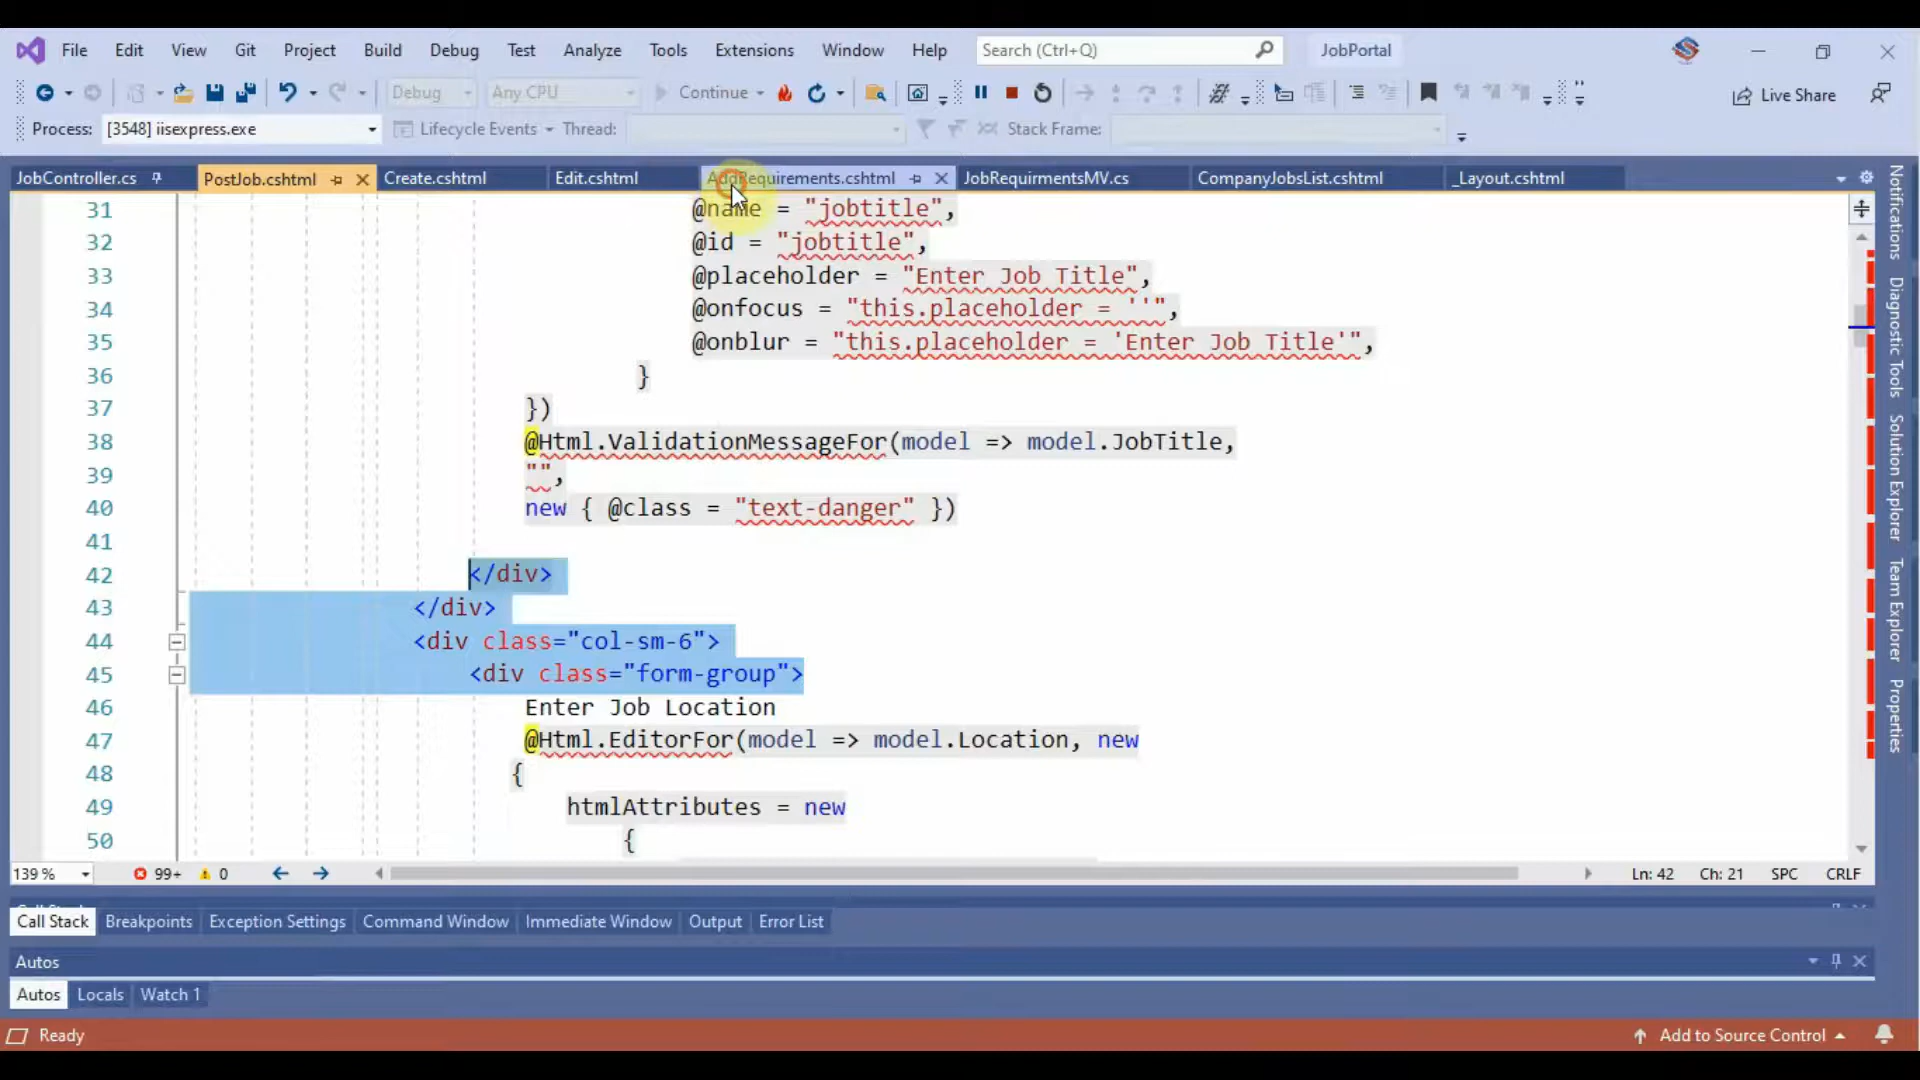 File Edit View Git Project Build Debug Test Analyze Tools Extensions Window Help Search (Ctrl+Q) JobPortal
Debug Any CPU Continue Live Share
Process: [3548] iisexpress.exe Lifecycle Events Thread: Stack Frame:
JobController.cs PostJob.cshtml Create.cshtml Edit.cshtml AddRequirements.cshtml JobRequirmentsMV.cs CompanyJobsList.cshtml _Layout.cshtml
31 @name = "jobtitle",
32 @id = "jobtitle",
33 @placeholder = "Enter Job Title",
34 @onfocus = "this.placeholder = ''",
35 @onblur = "this.placeholder = 'Enter Job Title'",
36 }
37 })
38 @Html.ValidationMessageFor(model => model.JobTitle,
39 "",
40 new { @class = "text-danger" })
41
42 </div>
43 </div>
44 <div class="col-sm-6">
45 <div class="form-group">
46 Enter Job Location
47 @Html.EditorFor(model => model.Location, new
48 {
49 htmlAttributes = new
50 {
Notifications
Diagnostic Tools
Solution Explorer
Team Explorer
Properties
139 % 99+ 0 Ln: 42 Ch: 21 SPC CRLF
Call Stack
Call Stack Breakpoints Exception Settings Command Window Immediate Window Output Error List
Autos
Autos Locals Watch 1
Ready Add to Source Control